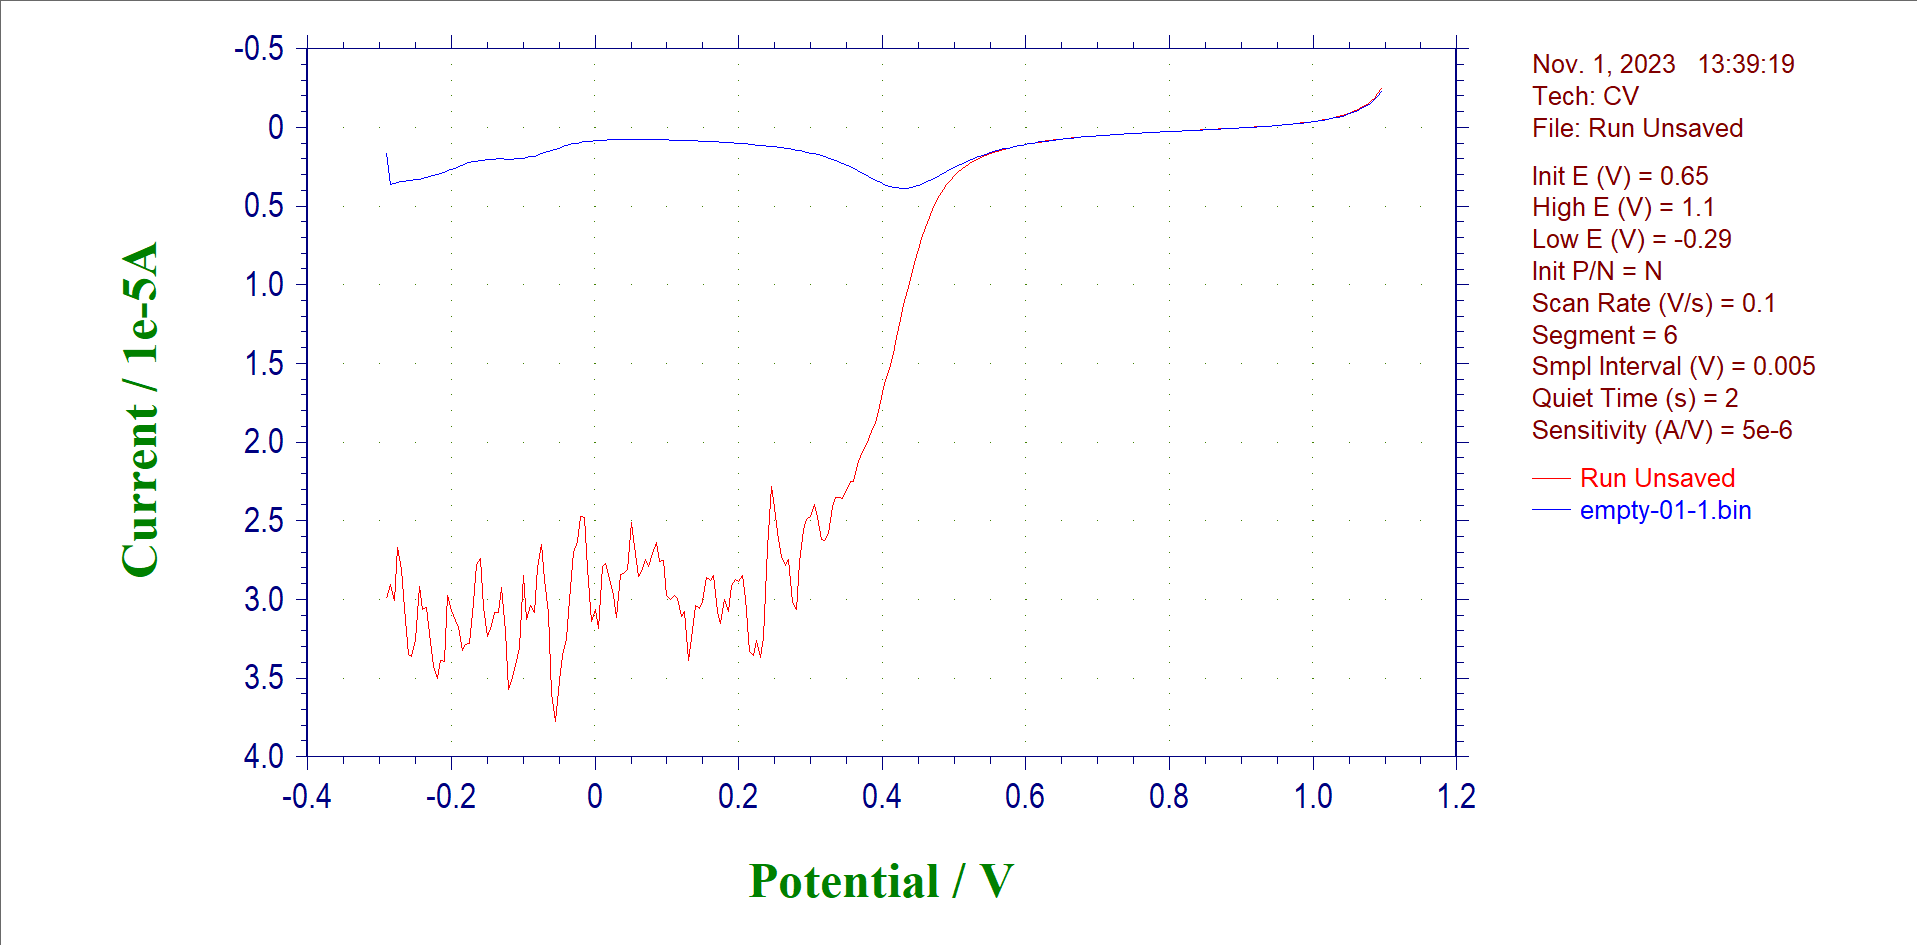 -0.5
0
0.5
1.0
1.5
2.0
2.5
3.0
3.5
4.0
Current / 1e-5A
-0.4 -0.2 0 0.2 0.4 0.6 0.8 1.0 1.2
Potential / V
Nov. 1, 2023 13:39:19
Tech: CV
File: Run Unsaved
Init E (V) = 0.65
High E (V) = 1.1
Low E (V) = -0.29
Init P/N = N
Scan Rate (V/s) = 0.1
Segment = 6
Smpl Interval (V) = 0.005
Quiet Time (s) = 2
Sensitivity (A/V) = 5e-6
Run Unsaved
empty-01-1.bin